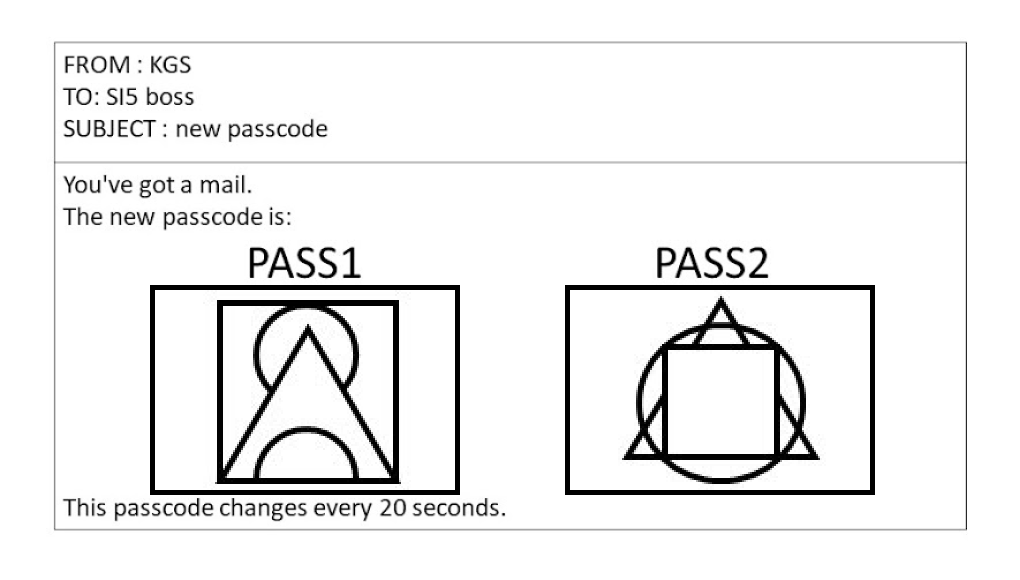 FROM : KGS
TO: SI5 boss
SUBJECT : new passcode
You've got a mail.
The new passcode is:
PASS1 PASS2
This passcode changes every 20 seconds.